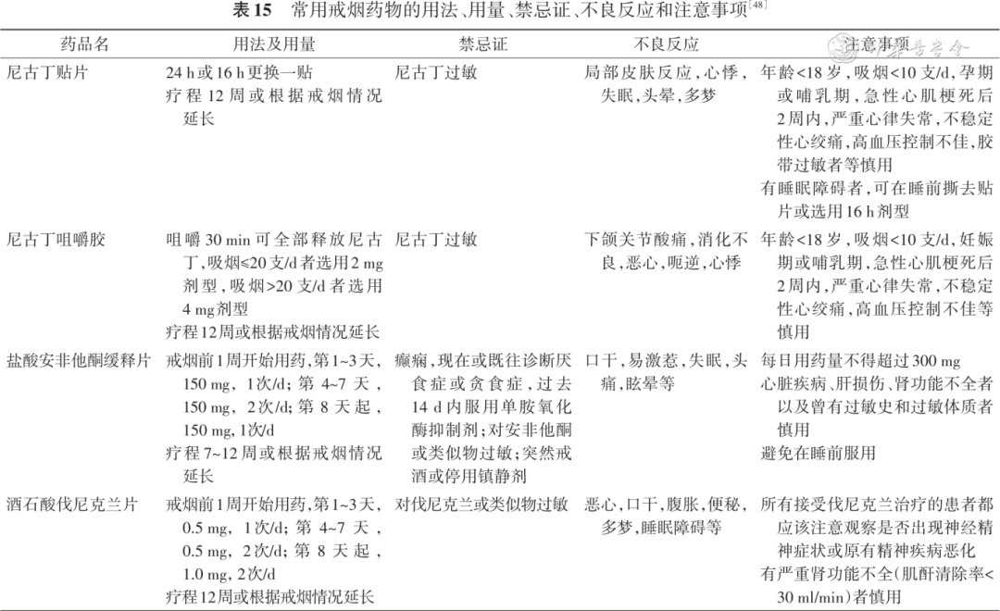 表15 常用戒烟药物的用法、用量、禁忌证、不良反应和注意事项[48]
药品名 用法及用量 禁忌证 不良反应 注意事项
尼古丁贴片
24 h或16 h更换一贴
疗程12周或根据戒烟情况
延长
尼古丁过敏
局部皮肤反应,心悸,
失眠,头晕,多梦
年龄<18岁,吸烟<10支/d,孕期
或哺乳期,急性心肌梗死后
2周内,严重心律失常,不稳定
性心绞痛,高血压控制不佳,胶
带过敏者等慎用
有睡眠障碍者,可在睡前撕去贴
片或选用16 h剂型
尼古丁咀嚼胶
咀嚼30 min可全部释放尼古
丁,吸烟≤20支/d者选用2 mg
剂型,吸烟>20支/d者选用
4 mg剂型
疗程12周或根据戒烟情况延长
尼古丁过敏
下颌关节酸痛,消化不
良,恶心,呃逆,心悸
年龄<18岁,吸烟<10支/d,妊娠
期或哺乳期,急性心肌梗死后
2周内,严重心律失常,不稳定
性心绞痛,高血压控制不佳等
慎用
盐酸安非他酮缓释片
戒烟前1周开始用药,第1~3天,
150 mg, 1次/d;第4~7天,
150 mg, 2次/d;第8天起,
150 mg, 1次/d
疗程7~12周或根据戒烟情况
延长
癫痫,现在或既往诊断厌
食症或贪食症,过去
14 d内服用单胺氧化
酶抑制剂;对安非他酮
或类似物过敏;突然戒
酒或停用镇静剂
口干,易激惹,失眠,头
痛,眩晕等
每日用药量不得超过300 mg
心脏疾病、肝损伤、肾功能不全者
以及曾有过敏史和过敏体质者
慎用
避免在睡前服用
酒石酸伐尼克兰片
戒烟前1周开始用药,第1~3天,
0.5 mg, 1次/d;第4~7天,
0.5 mg, 2次/d;第8天起,
1.0 mg, 2次/d
疗程12周或根据戒烟情况延长
对伐尼克兰或类似物过敏
恶心,口干,腹胀,便秘,
多梦,睡眠障碍等
所有接受伐尼克兰治疗的患者都
应该注意观察是否出现神经精
神症状或原有精神疾病恶化
有严重肾功能不全(肌酐清除率<
30 ml/min)者慎用